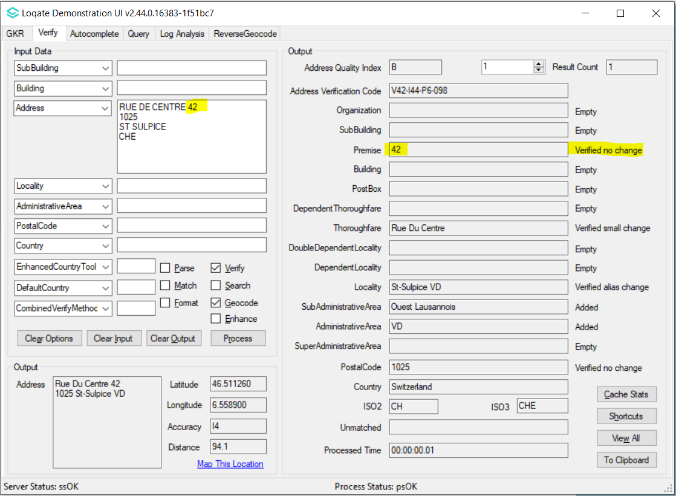 Loqate Demonstration UI v2.44.0.16383-1f51bc7
GKR Verify Autocomplete Query Log Analysis ReverseGeocode
Input Data
SubBuilding
Building
Address
RUE DE CENTRE 42
1025
ST SULPICE
CHE
Locality
AdministrativeArea
PostalCode
Country
EnhancedCountryTool
Parse
Verify
DefaultCountry
Match
Search
CombinedVerifyMethoc
Format
Geocode
Enhance
Clear Options Clear Input Clear Output Process
Output
Address
Rue Du Centre 42
1025 St-Sulpice VD
Latitude 46.511260
Longitude 6.558900
Accuracy I4
Distance 94.1
Map This Location
Output
Address Quality Index B 1 Result Count 1
Address Verification Code V42-I44-P6-098
Organization Empty
SubBuilding Empty
Premise 42 Verified no change
Building Empty
PostBox Empty
DependentThoroughfare Empty
Thoroughfare Rue Du Centre Verified small change
DoubleDependentLocality Empty
DependentLocality Empty
Locality St-Sulpice VD Verified alias change
SubAdministrativeArea Ouest Lausannois Added
AdministrativeArea VD Added
SuperAdministrativeArea Empty
PostalCode 1025 Verified no change
Country Switzerland
ISO2 CH ISO3 CHE
Unmatched
Processed Time 00:00:00.01
Cache Stats
Shortcuts
View All
To Clipboard
Server Status: ssOK Process Status: psOK